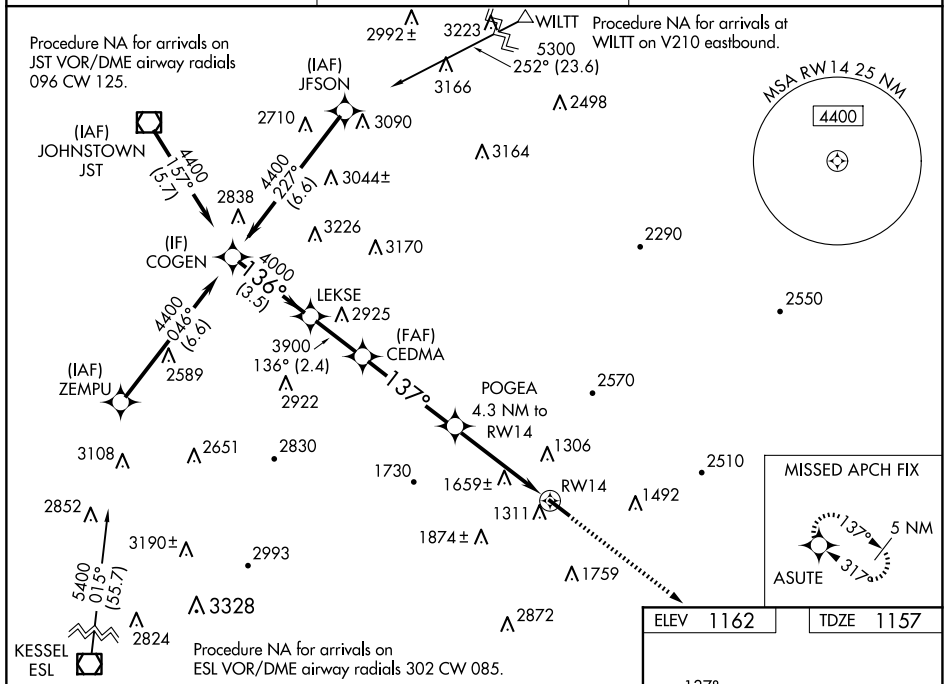 Procedure NA for arrivals on
JST VOR/DME airway radials
096 CW 125.
2992 ±
3223
WILTT
5300
252° (23.6)
Procedure NA for arrivals at
WILTT on V210 eastbound.
(IAF)
JFSON
3166
2498
MSA RW14 25 NM
4400
(IAF)
JOHNSTOWN
JST
4400
157°
(5.7)
2710
3090
3164
4400
227°
(6.6)
3044±
2838
3226
3170
2290
(IF)
COGEN
4000
136°
(3.5)
LEKSE
2925
2550
4400
046°
(6.6)
3900
136° (2.4)
(FAF)
CEDMA
2589
(IAF)
ZEMPU
2922
137°
POGEA
4.3 NM to
RW14
2570
3108
2651
2830
1306
1730
1659±
RW14
2510
1492
MISSED APCH FIX
137°
5 NM
317°
ASUTE
2852
1311
1874±
3190±
2993
1759
5400
015°
(55.7)
3328
2824
2872
KESSEL
ESL
Procedure NA for arrivals on
ESL VOR/DME airway radials 302 CW 085.
ELEV 1162
TDZE 1157